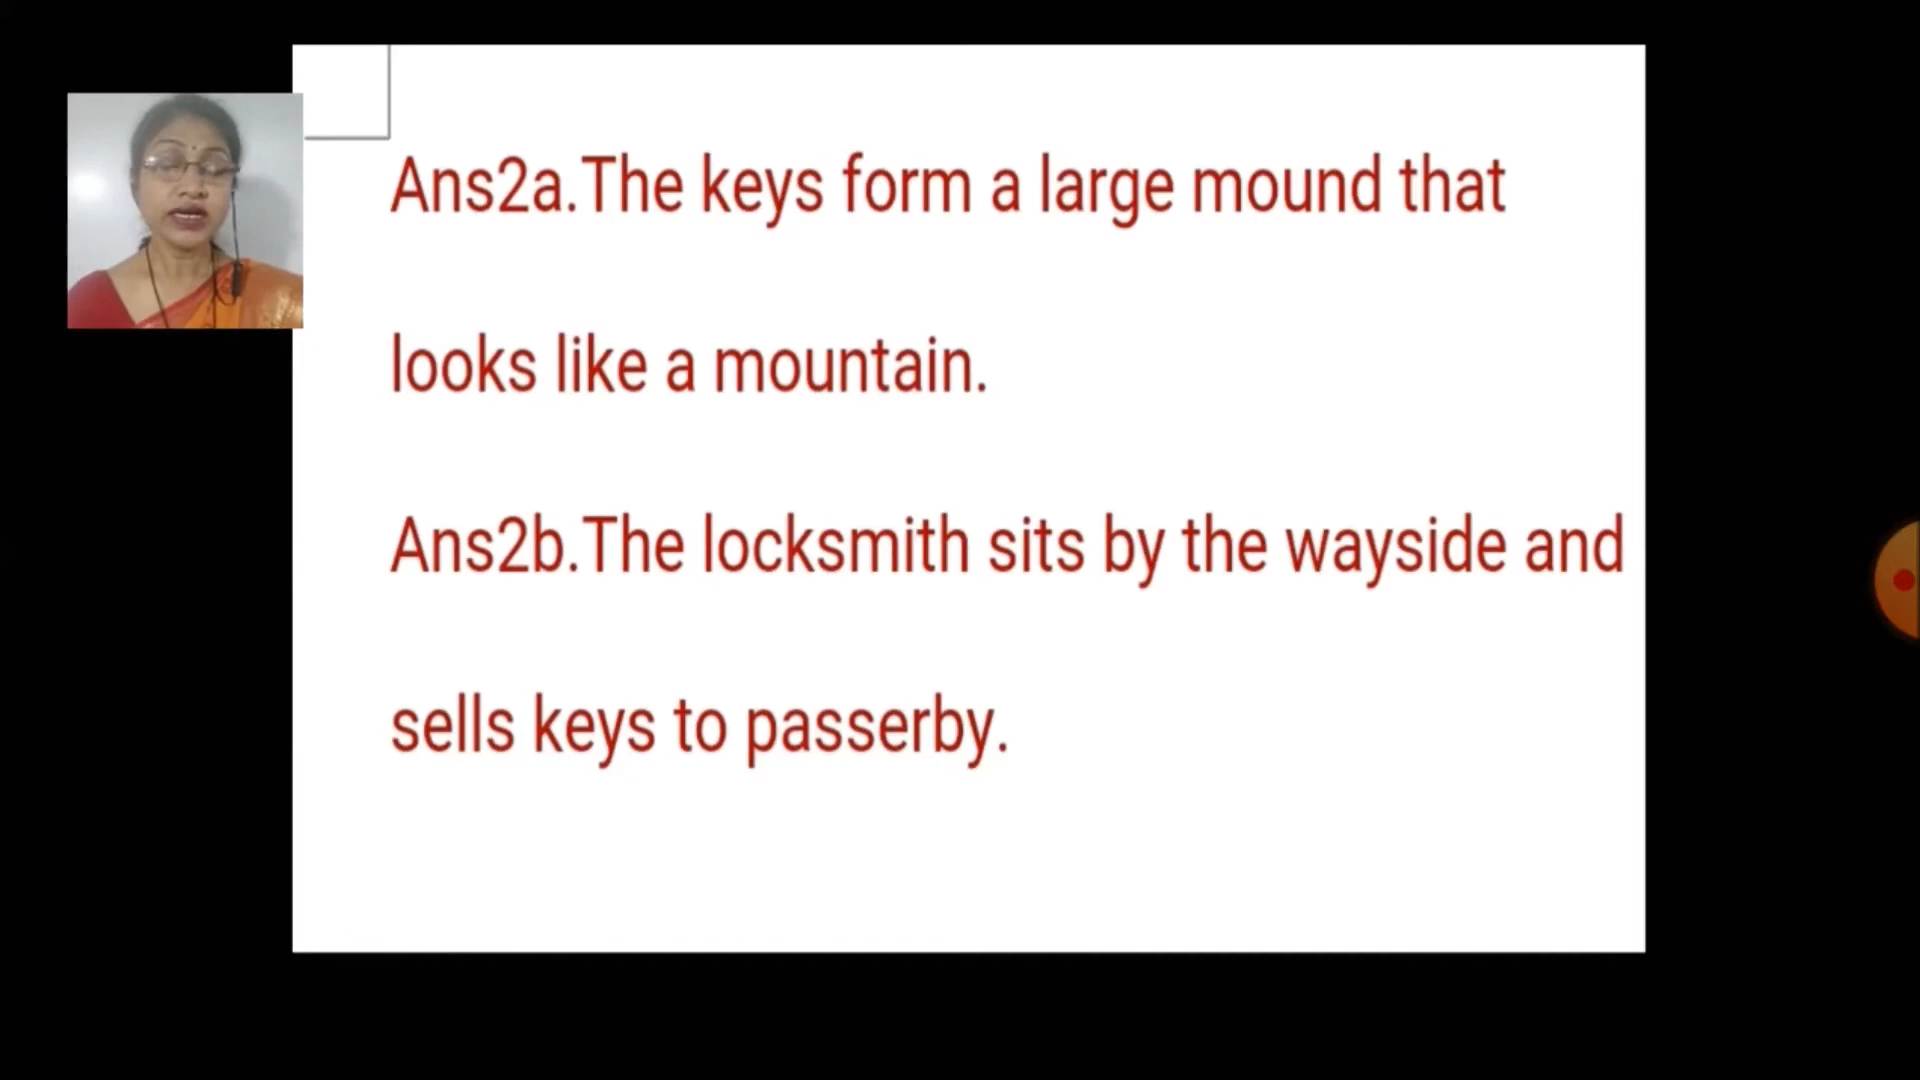 Ans2a.The keys form a large mound that
looks like a mountain.
Ans2b.The locksmith sits by the wayside and
sells keys to passerby.